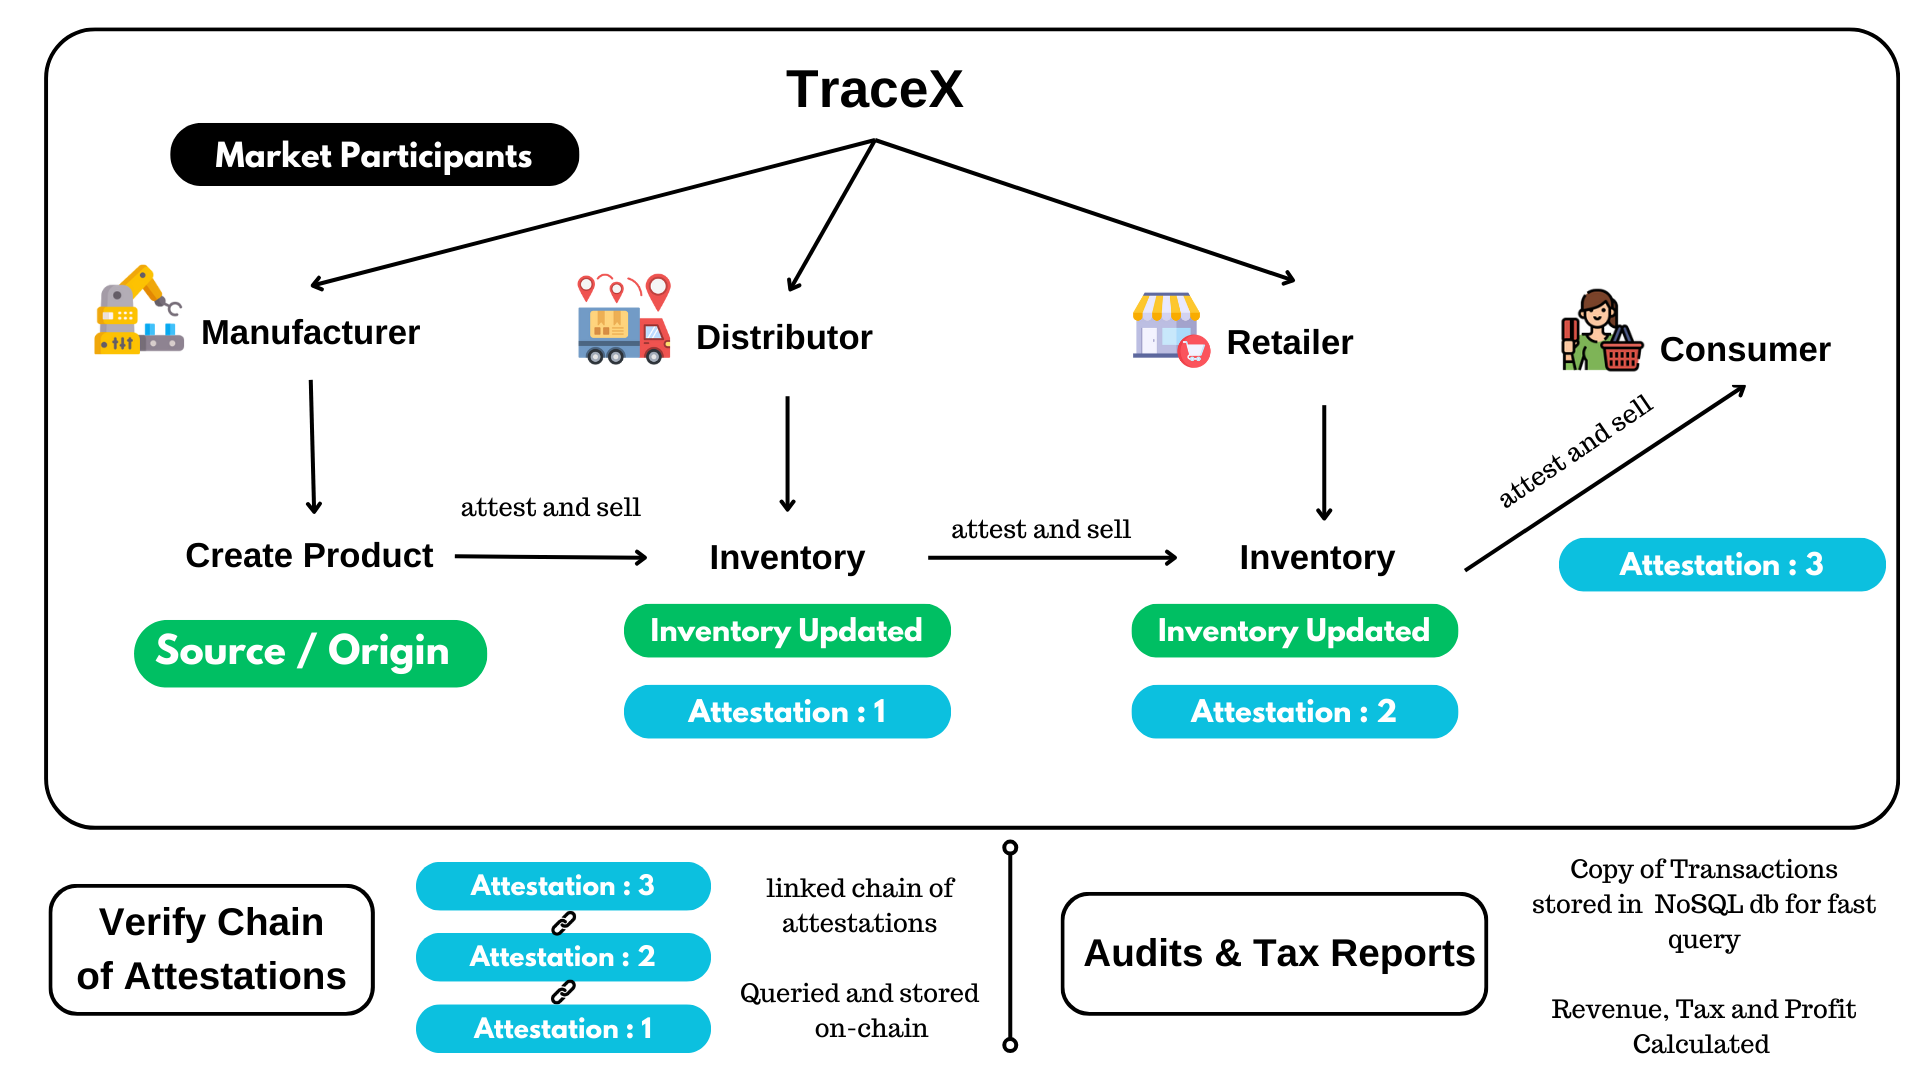 TraceX
Market Participants
Manufacturer
Distributor
Retailer
Consumer
attest and sell
attest and sell
attest and sell
Create Product
Inventory
Inventory
Attestation : 3
Source / Origin
Inventory Updated
Inventory Updated
Attestation : 1
Attestation : 2
Verify Chain
of Attestations
Attestation : 3
Attestation : 2
Attestation : 1
linked chain of
attestations
Queried and stored
on-chain
Audits & Tax Reports
Copy of Transactions
stored in NoSQL db for fast
query
Revenue, Tax and Profit
Calculated